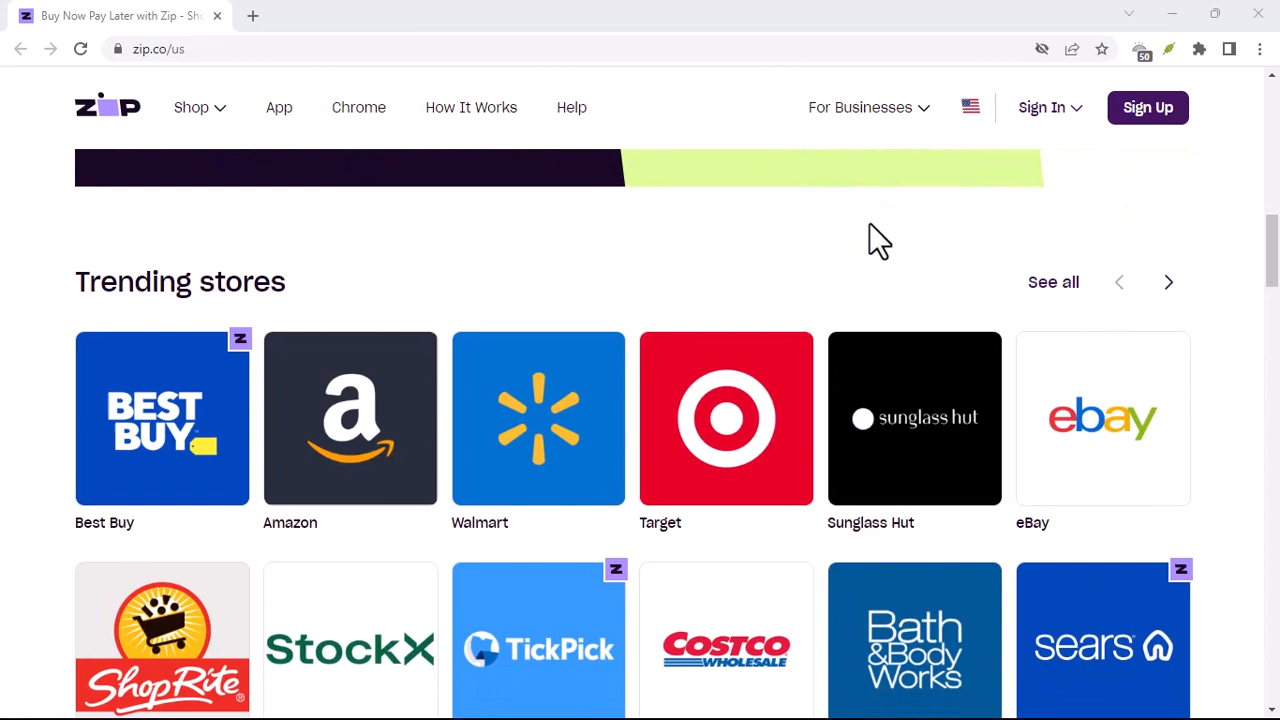 Buy Now Pay Later with Zip - Sho
zip.co/us
50
zip
Shop
App
Chrome
How It Works
Help
For Businesses
Sign In
Sign Up
Trending stores
See all
Z
BEST
BUY
a
sunglass hut
ebay
Best Buy
Amazon
Walmart
Target
Sunglass Hut
eBay
Z
Z
ShopRite
StockX
TickPick
COSTCO
WHOLESALE
Bath
&Body
Works
sears